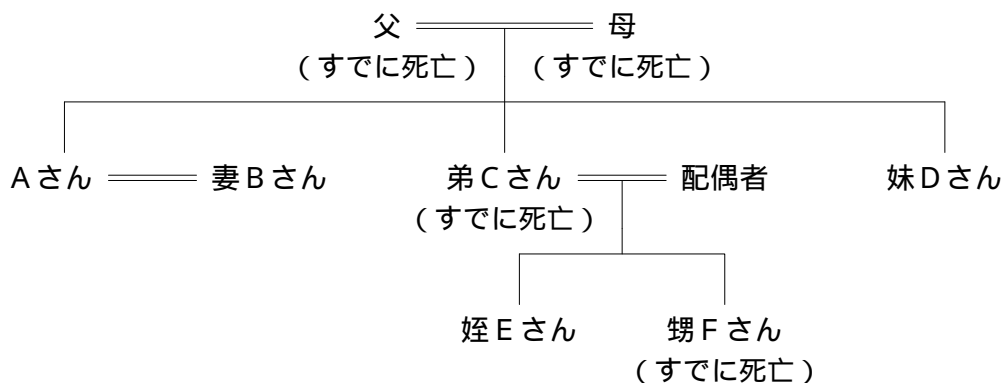 父 母
(すでに死亡) (すでに死亡)
Aさん 妻Bさん 弟Cさん 配偶者 妹Dさん
(すでに死亡)
姪Eさん 甥Fさん
(すでに死亡)